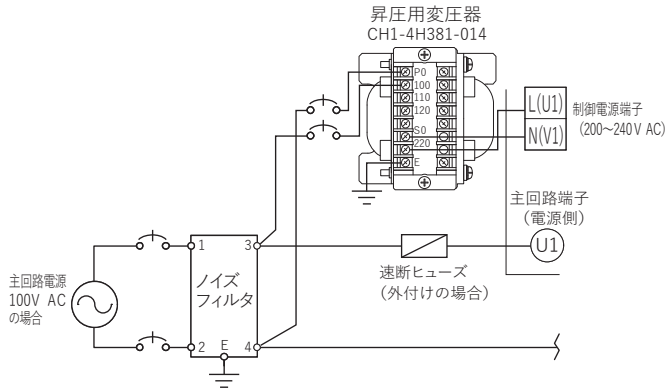 昇圧用変圧器
CH1-4H381-014
P0
100
110
120
S0
220
E
L(U1)
N(V1)
制御電源端子
(200～240V AC)
主回路端子
(電源側)
U1
速断ヒューズ
(外付けの場合)
主回路電源
100V AC
の場合
1
2
3
4
E
ノイズ
フィルタ